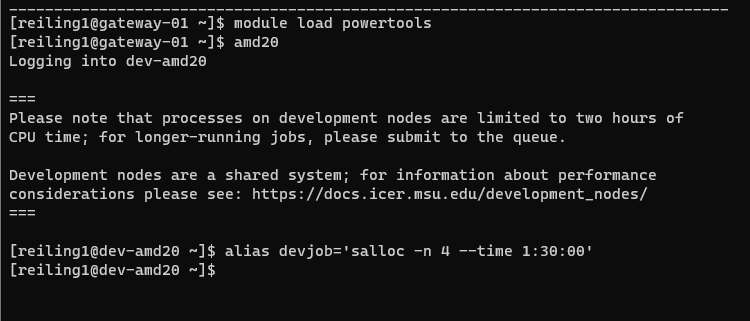 [reiling1@gateway-01 ~]$ module load powertools
[reiling1@gateway-01 ~]$ amd20
Logging into dev-amd20
===
Please note that processes on development nodes are limited to two hours of
CPU time; for longer-running jobs, please submit to the queue.
Development nodes are a shared system; for information about performance
considerations please see: https://docs.icer.msu.edu/development_nodes/
===
[reiling1@dev-amd20 ~]$ alias devjob='salloc -n 4 --time 1:30:00'
[reiling1@dev-amd20 ~]$